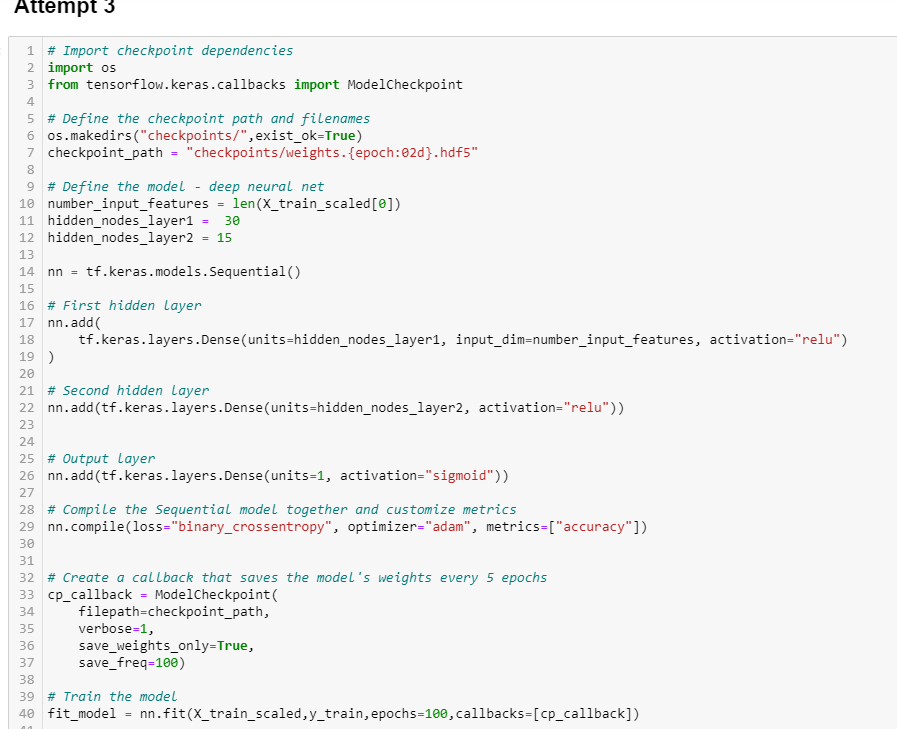 Attempt 3
1 # Import checkpoint dependencies
2 import os
3 from tensorflow.keras.callbacks import ModelCheckpoint
4
5 # Define the checkpoint path and filenames
6 os.makedirs("checkpoints/",exist_ok=True)
7 checkpoint_path = "checkpoints/weights.{epoch:02d}.hdf5"
8
9 # Define the model - deep neural net
10 number_input_features = len(X_train_scaled[0])
11 hidden_nodes_layer1 =  30
12 hidden_nodes_layer2 = 15
13
14 nn = tf.keras.models.Sequential()
15
16 # First hidden layer
17 nn.add(
18     tf.keras.layers.Dense(units=hidden_nodes_layer1, input_dim=number_input_features, activation="relu")
19 )
20
21 # Second hidden layer
22 nn.add(tf.keras.layers.Dense(units=hidden_nodes_layer2, activation="relu"))
23
24
25 # Output layer
26 nn.add(tf.keras.layers.Dense(units=1, activation="sigmoid"))
27
28 # Compile the Sequential model together and customize metrics
29 nn.compile(loss="binary_crossentropy", optimizer="adam", metrics=["accuracy"])
30
31
32 # Create a callback that saves the model's weights every 5 epochs
33 cp_callback = ModelCheckpoint(
34     filepath=checkpoint_path,
35     verbose=1,
36     save_weights_only=True,
37     save_freq=100)
38
39 # Train the model
40 fit_model = nn.fit(X_train_scaled,y_train,epochs=100,callbacks=[cp_callback])